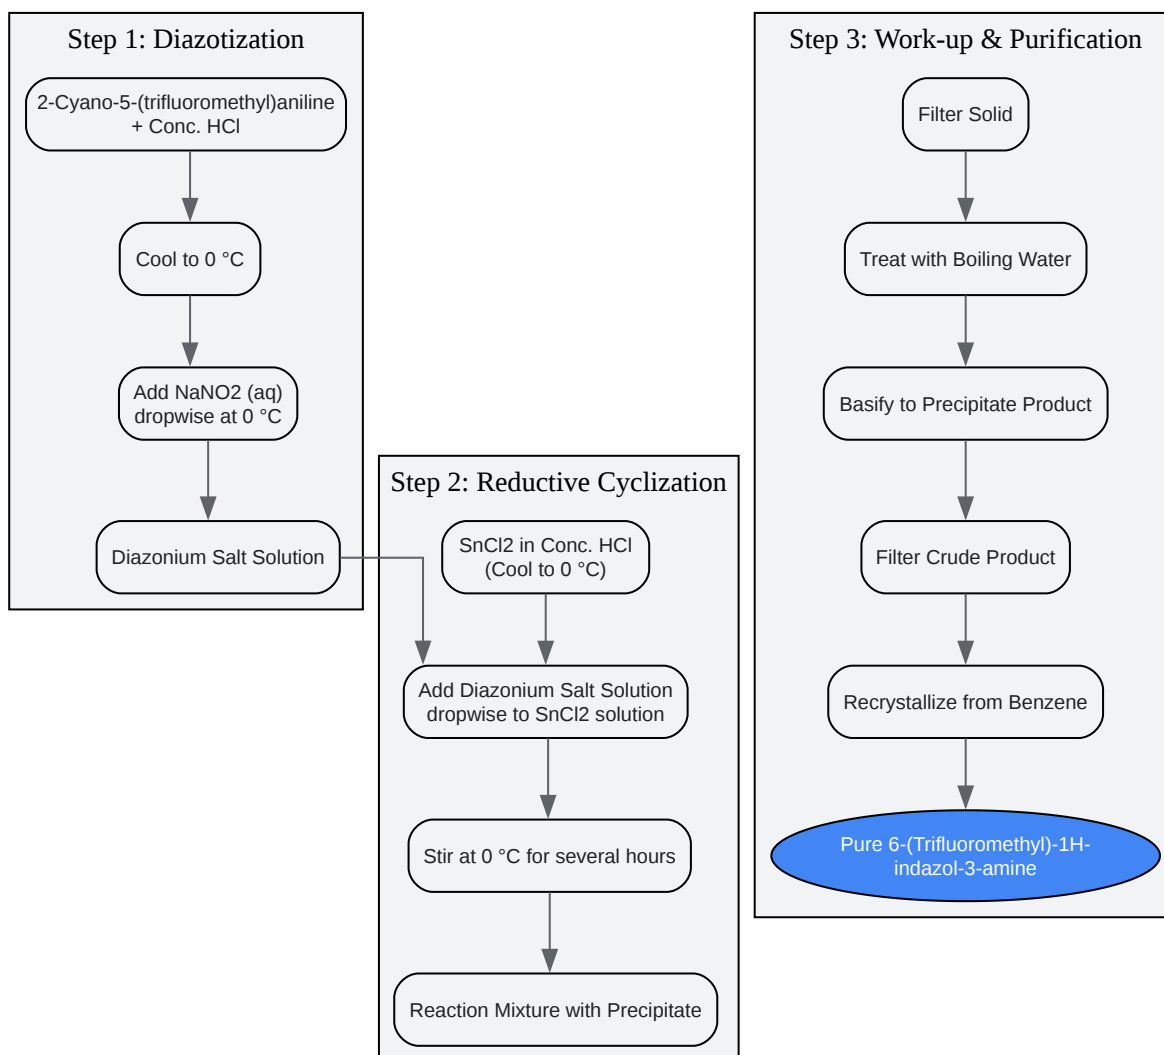 Step 1: Diazotization
2-Cyano-5-(trifluoromethyl)aniline
+ Conc. HCl
Cool to 0 °C
Add NaNO2 (aq)
dropwise at 0 °C
Diazonium Salt Solution
Step 2: Reductive Cyclization
SnCl2 in Conc. HCl
(Cool to 0 °C)
Add Diazonium Salt Solution
dropwise to SnCl2 solution
Stir at 0 °C for several hours
Reaction Mixture with Precipitate
Step 3: Work-up & Purification
Filter Solid
Treat with Boiling Water
Basify to Precipitate Product
Filter Crude Product
Recrystallize from Benzene
Pure 6-(Trifluoromethyl)-1H-
indazol-3-amine